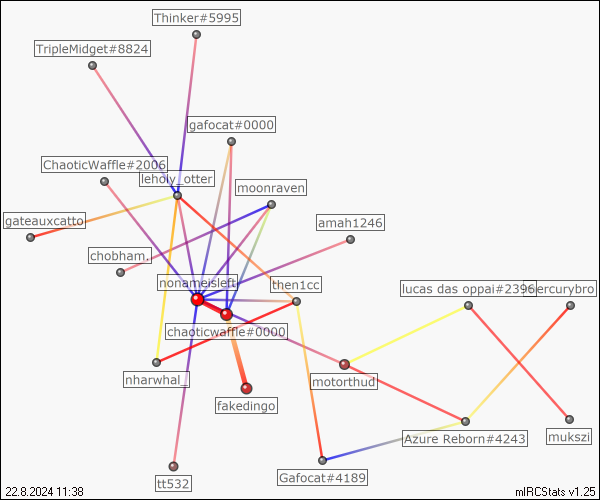 Thinker#5995
TripleMidget#8824
gafocat#0000
ChaoticWaffle#2006
leholy_otter
moonraven
gateauxcatto
amah1246
chobham.
nonameisleft
then1cc
lucas das oppai#2396
mercurybro
chaoticwaffle#0000
nharwhal_
motorthud
fakedingo
Azure Reborn#4243
mukszi
tt532
Gafocat#4189
22.8.2024 11:38
mIRCStats v1.25